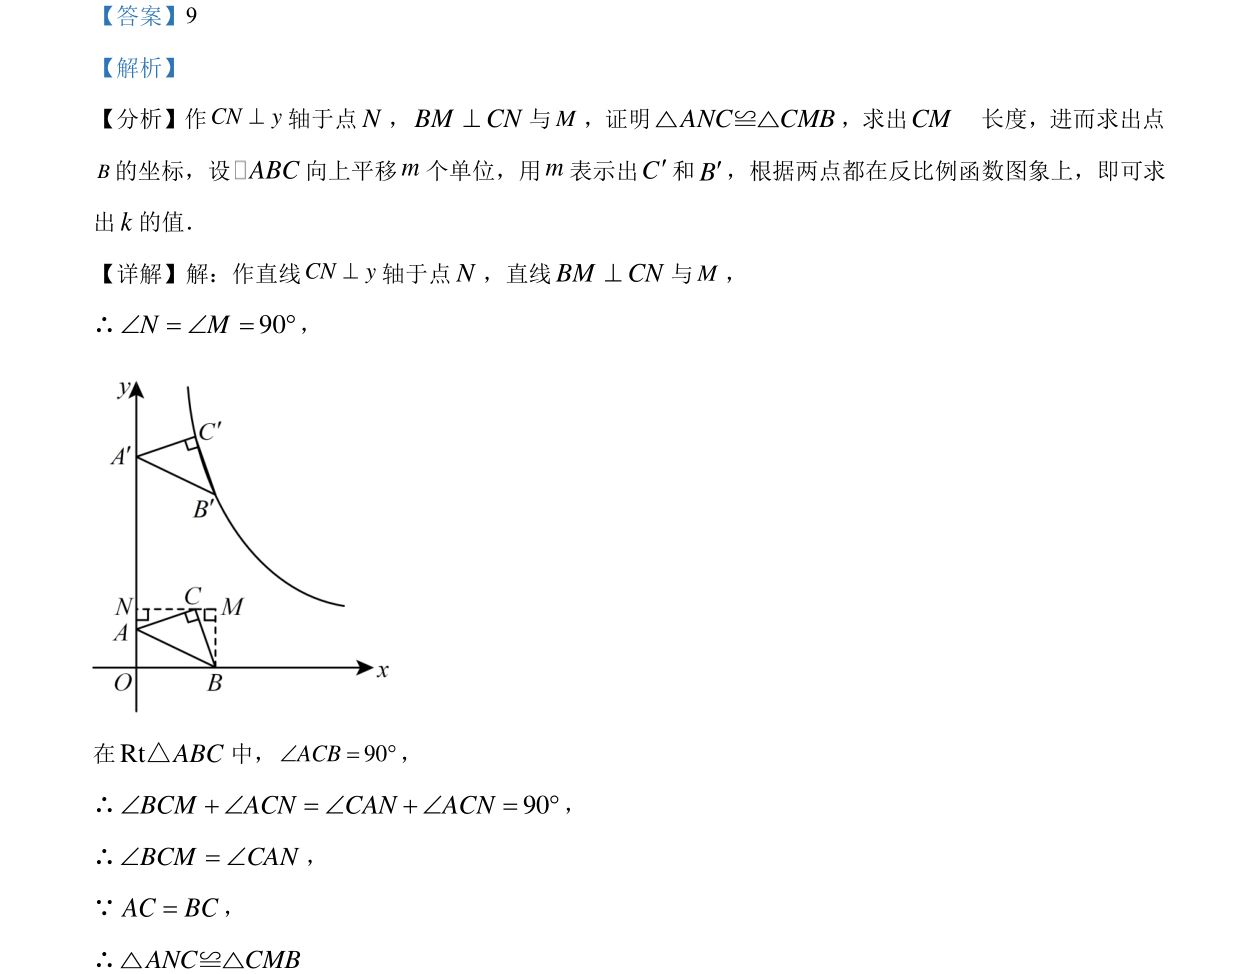 【答案】9
【解析】
【分析】作CN⊥y轴于点N，BM⊥CN与M，证明△ANC≌△CMB，求出CM 长度，进而求出点
B的坐标，设□ABC向上平移m个单位，用m表示出C′和B′，根据两点都在反比例函数图象上，即可求
出k的值.
【详解】解：作直线CN⊥y轴于点N，直线BM⊥CN与M，
∴∠N=∠M=90°，
y
C′
A′
B′
N
C
M
A
O
B
x
在Rt△ABC中，∠ACB=90°，
∴∠BCM+∠ACN=∠CAN+∠ACN=90°，
∴∠BCM=∠CAN，
∵AC=BC，
∴△ANC≌△CMB